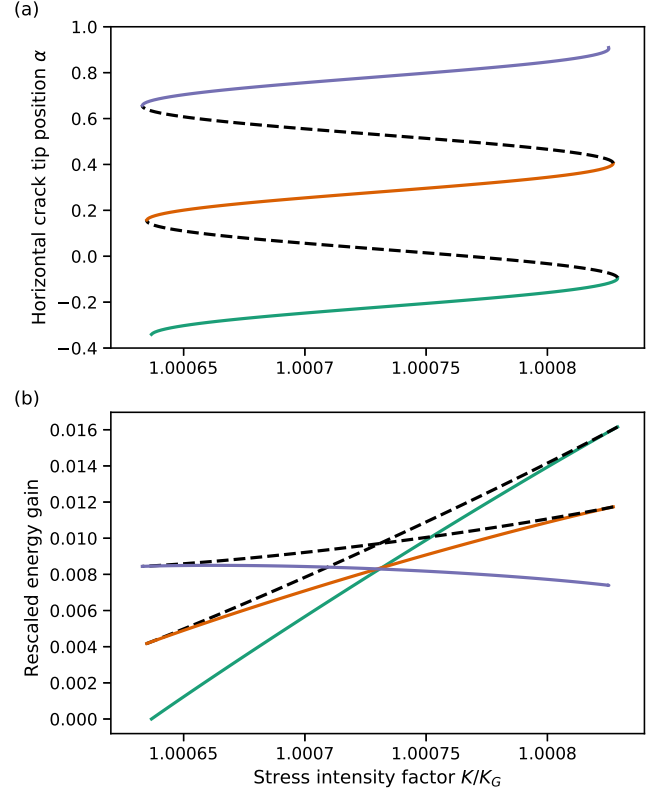 (a)
1.0
0.8
0.6
0.4
0.2
0.0
−0.2
−0.4
Horizontal crack tip position α
1.00065 1.0007 1.00075 1.0008
(b)
0.016
0.014
0.012
0.010
0.008
0.006
0.004
0.002
0.000
Rescaled energy gain
1.00065 1.0007 1.00075 1.0008
Stress intensity factor K/K_G